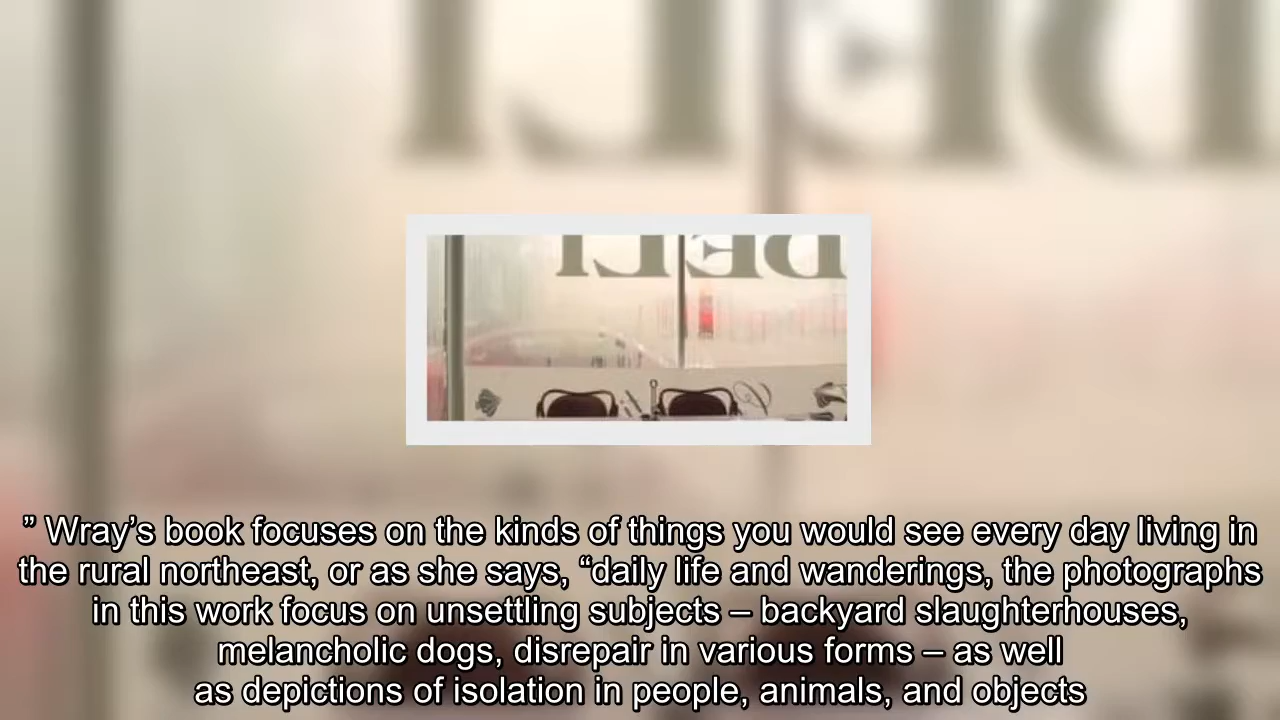 DELI
” Wray’s book focuses on the kinds of things you would see every day living in
the rural northeast, or as she says, “daily life and wanderings, the photographs
in this work focus on unsettling subjects – backyard slaughterhouses,
melancholic dogs, disrepair in various forms – as well
as depictions of isolation in people, animals, and objects